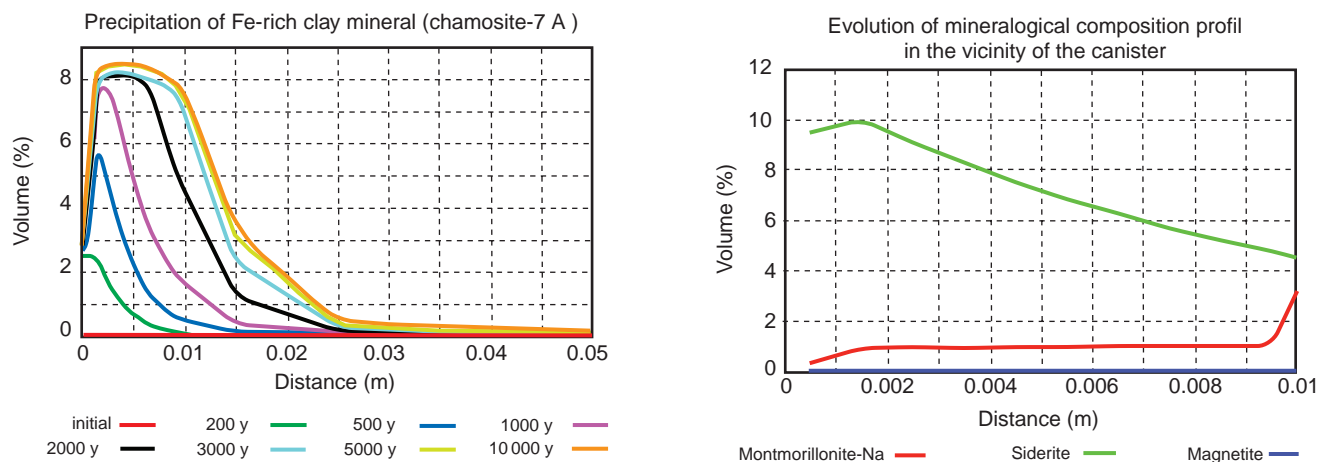 Precipitation of Fe-rich clay mineral (chamosite-7 A )
Volume (%)
8
6
4
2
0
0 0.01 0.02 0.03 0.04 0.05
Distance (m)
initial 200 y 500 y 1000 y
2000 y 3000 y 5000 y 10 000 y
Evolution of mineralogical composition profil
in the vicinity of the canister
Volume (%)
12
10
8
6
4
2
0
0 0.002 0.004 0.006 0.008 0.01
Distance (m)
Montmorillonite-Na Siderite Magnetite